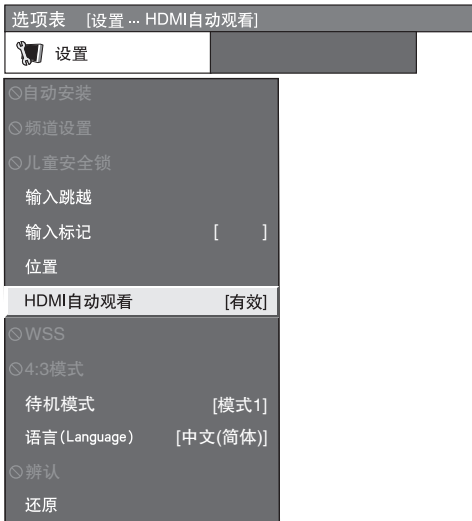 选项表 [设置 ... HDMI自动观看]
设置
自动安装
频道设置
儿童安全锁
输入跳越
输入标记 [ ]
位置
HDMI自动观看 [有效]
WSS
4:3模式
待机模式 [模式1]
语言(Language) [中文(简体)]
辨认
还原